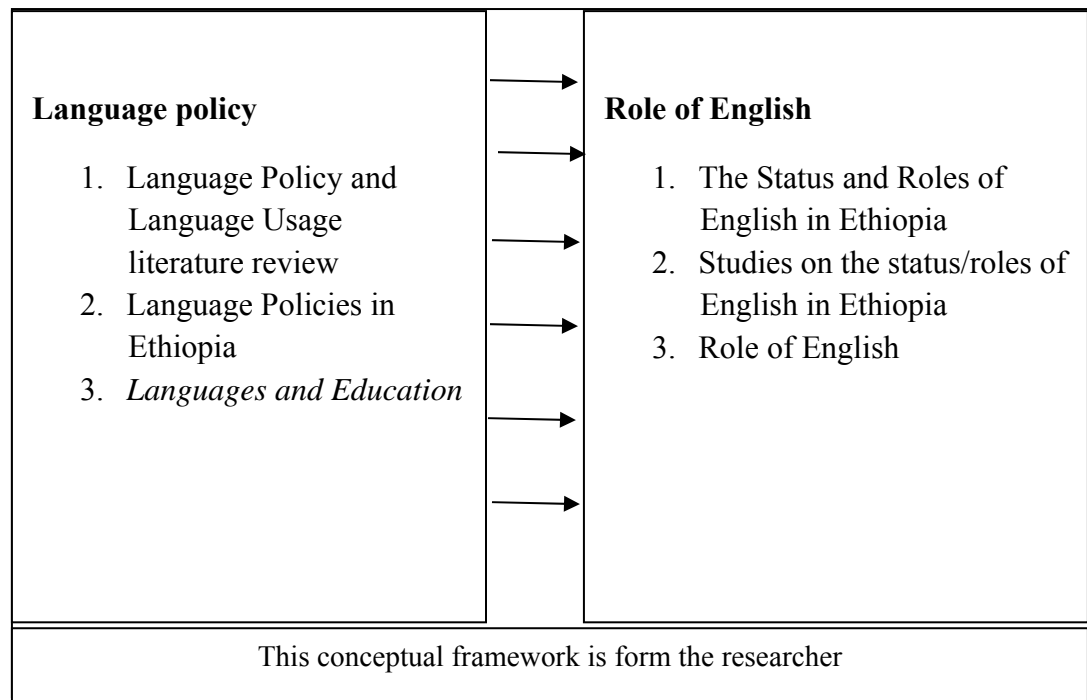 Language policy
1. Language Policy and
Language Usage
literature review
2. Language Policies in
Ethiopia
3. Languages and Education
Role of English
1. The Status and Roles of
English in Ethiopia
2. Studies on the status/roles of
English in Ethiopia
3. Role of English
This conceptual framework is form the researcher